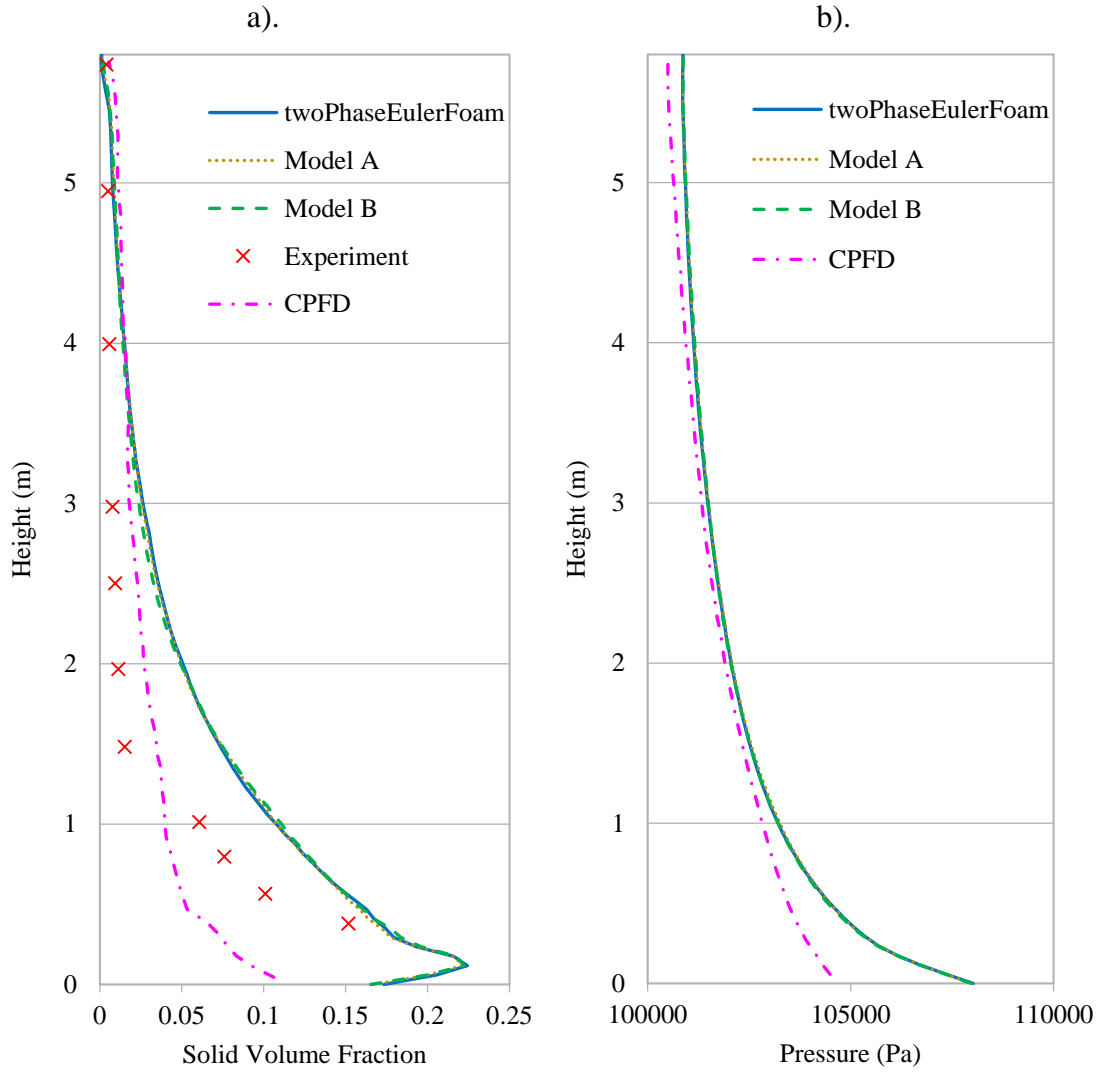 a).
twoPhaseEulerFoam
Model A
Model B
Experiment
CPFD
5
4
3
2
1
0
Height (m)
0
0.05
0.1
0.15
0.2
0.25
Solid Volume Fraction
b).
twoPhaseEulerFoam
Model A
Model B
CPFD
5
4
3
2
1
0
Height (m)
100000
105000
110000
Pressure (Pa)